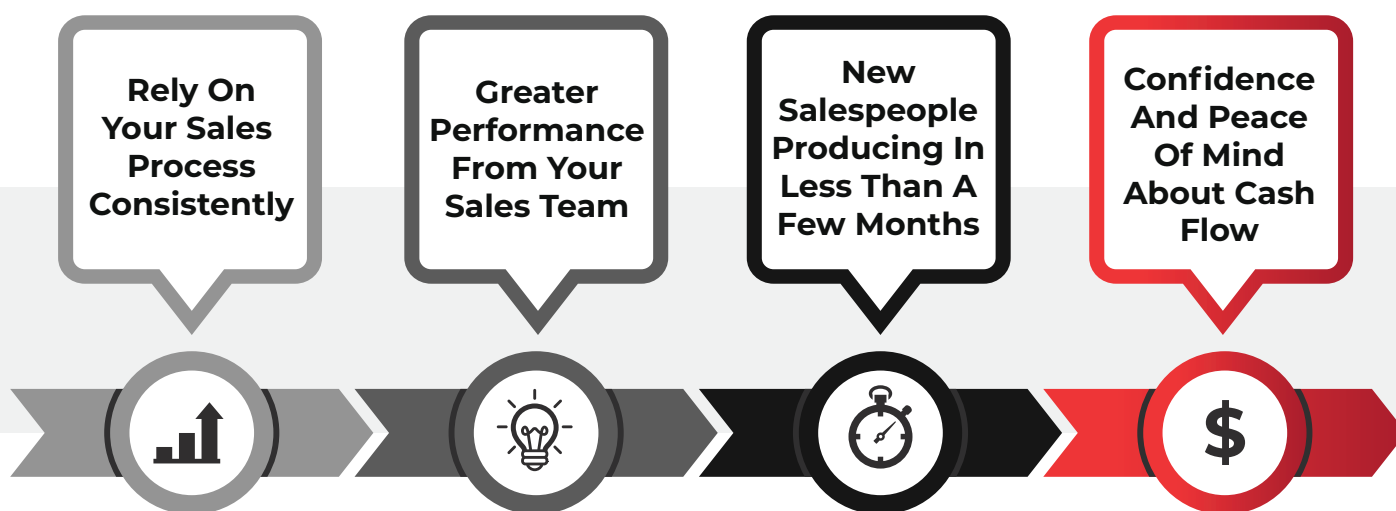 Rely On
Your Sales
Process
Consistently
Greater
Performance
From Your
Sales Team
New
Salespeople
Producing In
Less Than A
Few Months
Confidence
And Peace
Of Mind
About Cash
Flow
$